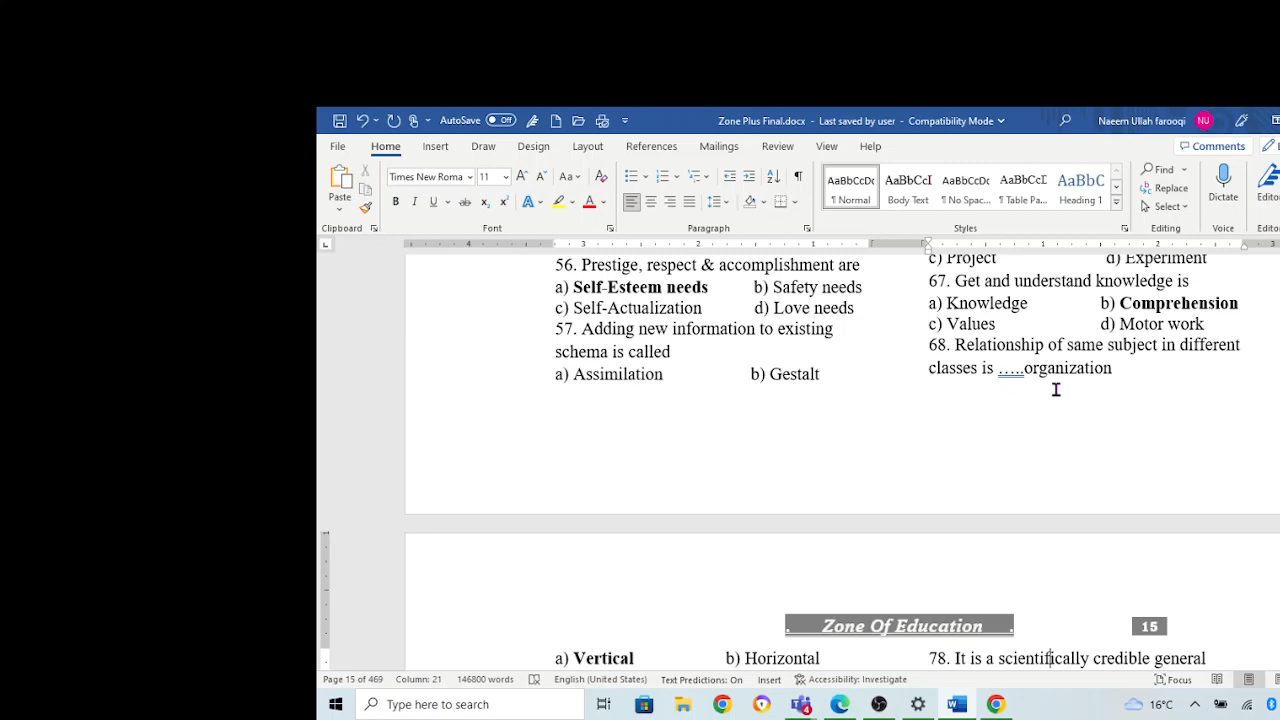 AutoSave Off
Zone Plus Final.docx - Last saved by user - Compatibility Mode
Naeem Ullah farooqi NU
File Home Insert Draw Design Layout References Mailings Review View Help
Comments
Paste
Times New Roma 11
AaBbCcDc AaBbCcI AaBbCcDc AaBbCcI AaBbC
¶ Normal Body Text ¶ No Spac... ¶ Table Pa... Heading 1
Find
Replace
Select
Dictate
Editor
Clipboard Font Paragraph Styles Editing Voice
56. Prestige, respect & accomplishment are
a) Self-Esteem needs b) Safety needs
c) Self-Actualization d) Love needs
57. Adding new information to existing
schema is called
a) Assimilation b) Gestalt
c) Project d) Experiment
67. Get and understand knowledge is
a) Knowledge b) Comprehension
c) Values d) Motor work
68. Relationship of same subject in different
classes is …..organization
. Zone Of Education .
15
a) Vertical b) Horizontal
78. It is a scientifically credible general
Page 15 of 469 Column: 21 146800 words English (United States) Text Predictions: On Insert Accessibility: Investigate Focus
Type here to search
16°C